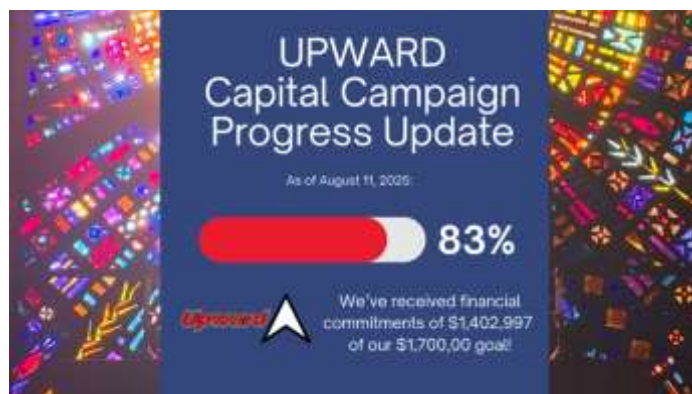 UPWARD
Capital Campaign
Progress Update
As of August 11, 2025:
83%
Upward
We've received financial
commitments of $1,402,997
of our $1,700,00 goal!